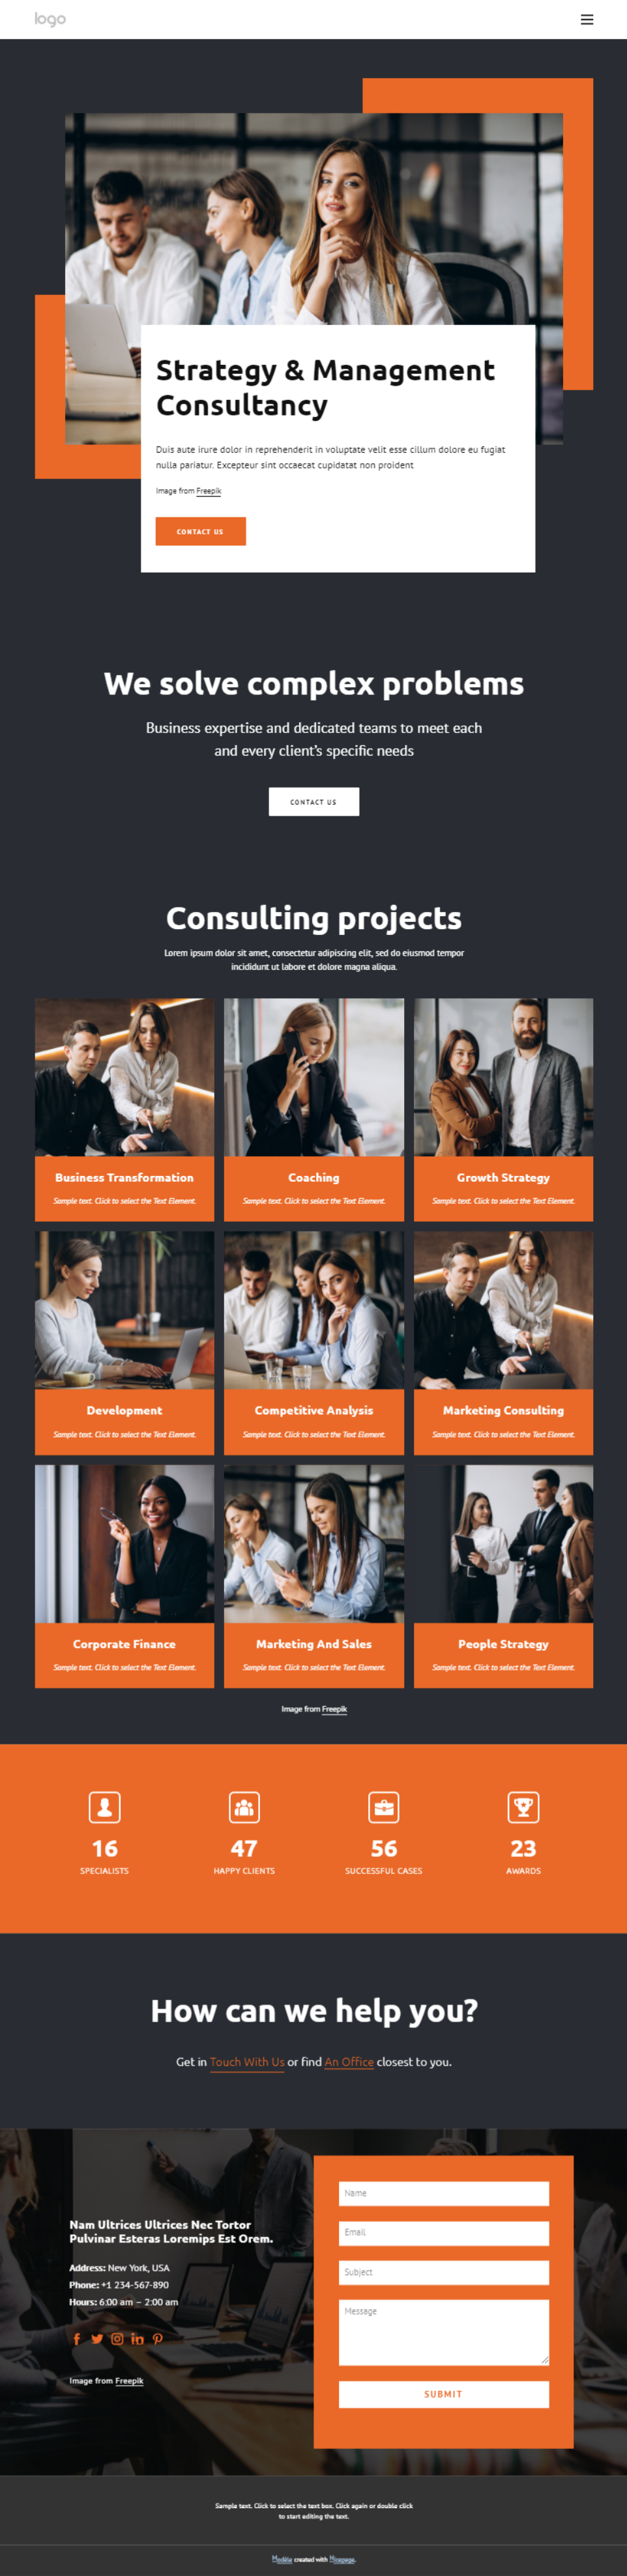 logo
Strategy & Management
Consultancy
Duis aute irure dolor in reprehenderit in voluptate velit esse cillum dolore eu fugiat
nulla pariatur. Excepteur sint occaecat cupidatat non proident
Image from Freepik
CONTACT US
We solve complex problems
Business expertise and dedicated teams to meet each
and every client's specific needs
CONTACT US
Consulting projects
Lorem ipsum dolor sit amet, consectetur adipiscing elit, sed do eiusmod tempor
incididunt ut labore et dolore magna aliqua.
Business Transformation
Sample text. Click to select the Text Element.
Coaching
Sample text. Click to select the Text Element.
Growth Strategy
Sample text. Click to select the Text Element.
Development
Sample text. Click to select the Text Element.
Competitive Analysis
Sample text. Click to select the Text Element.
Marketing Consulting
Sample text. Click to select the Text Element.
Corporate Finance
Sample text. Click to select the Text Element.
Marketing And Sales
Sample text. Click to select the Text Element.
People Strategy
Sample text. Click to select the Text Element.
Image from Freepik
16
SPECIALISTS
47
HAPPY CLIENTS
56
SUCCESSFUL CASES
23
AWARDS
How can we help you?
Get in Touch With Us or find An Office closest to you.
Nam Ultrices Ultrices Nec Tortor
Pulvinar Esteras Loremips Est Orem.
Address: New York, USA
Phone: +1 234-567-890
Hours: 6:00 am – 2:00 am
Image from Freepik
Name
Email
Subject
Message
SUBMIT
Sample text. Click to select the text box. Click again or double click
to start editing the text.
created with